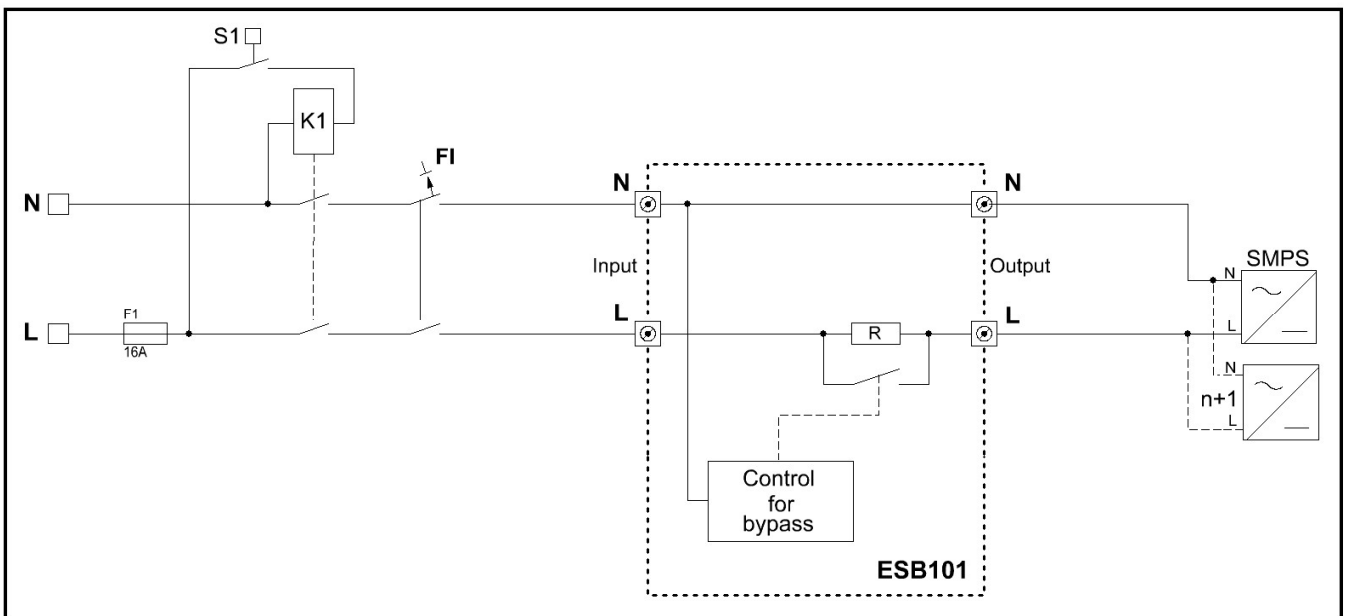 S1
K1
FI
N
N
N
Input
Output
SMPS
N
L
F1
16A
L
L
R
L
N
n+1
L
Control
for
bypass
ESB101